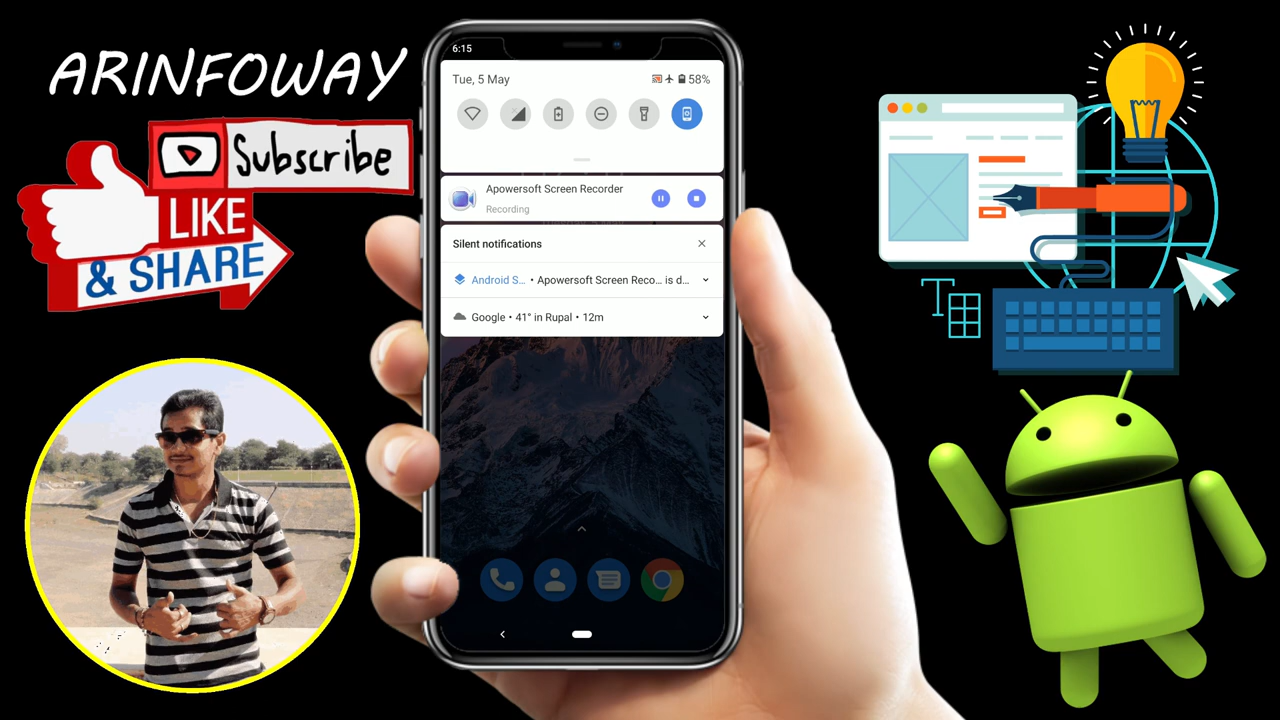 ARINFOWAY
Subscribe
LIKE
& SHARE
6:15
Tue, 5 May
58%
Apowersoft Screen Recorder
Recording
Silent notifications
Android S... • Apowersoft Screen Reco... is d...
Google • 41° in Rupal • 12m
T